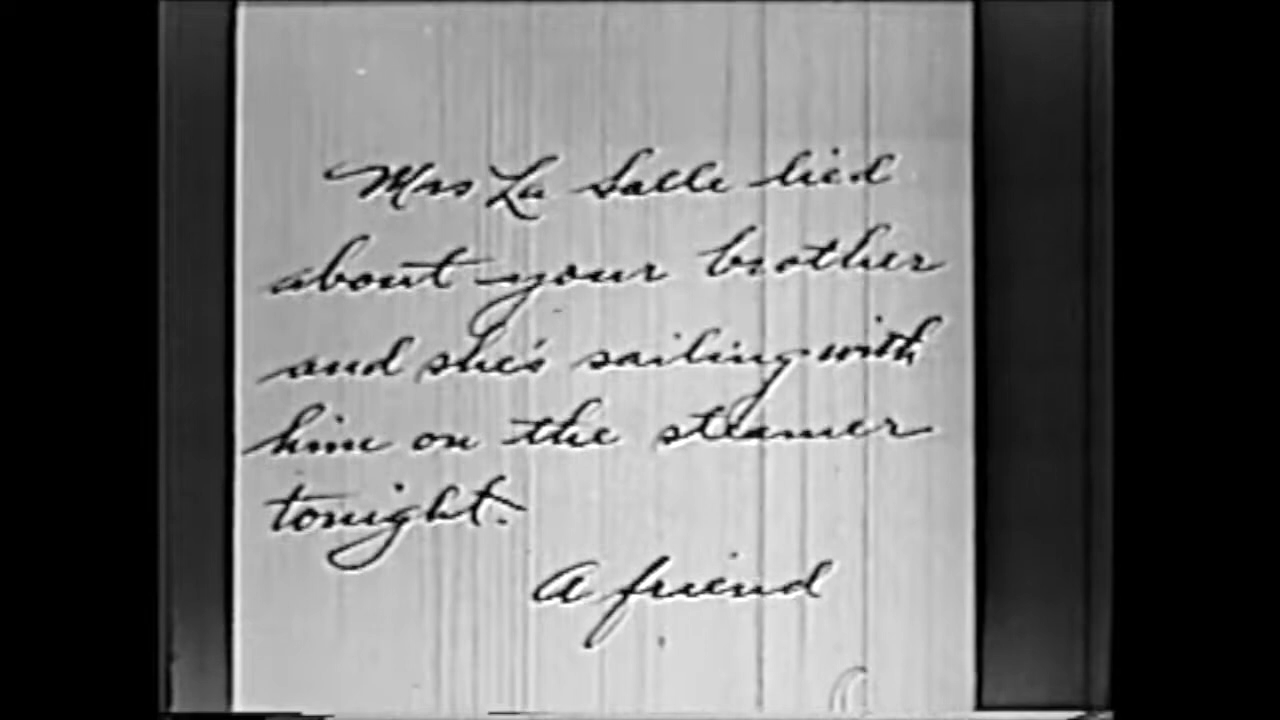 Mrs La Salle lied
about your brother
and she's sailing with
him on the steamer
tonight.
A friend